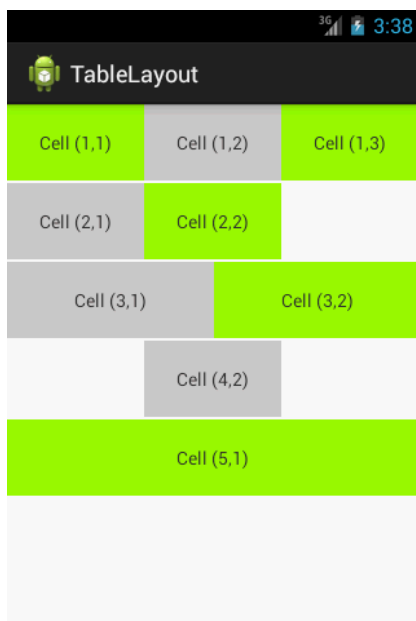 3G 3:38
TableLayout
Cell (1,1) Cell (1,2) Cell (1,3)
Cell (2,1) Cell (2,2)
Cell (3,1) Cell (3,2)
Cell (4,2)
Cell (5,1)